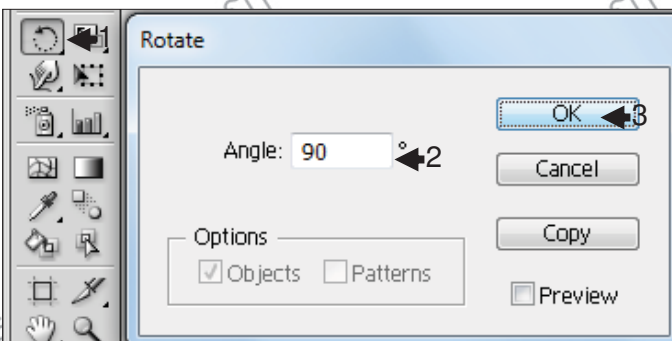 1
Rotate
Angle: 90 °
2
OK
3
Cancel
Options
Objects Patterns
Copy
Preview